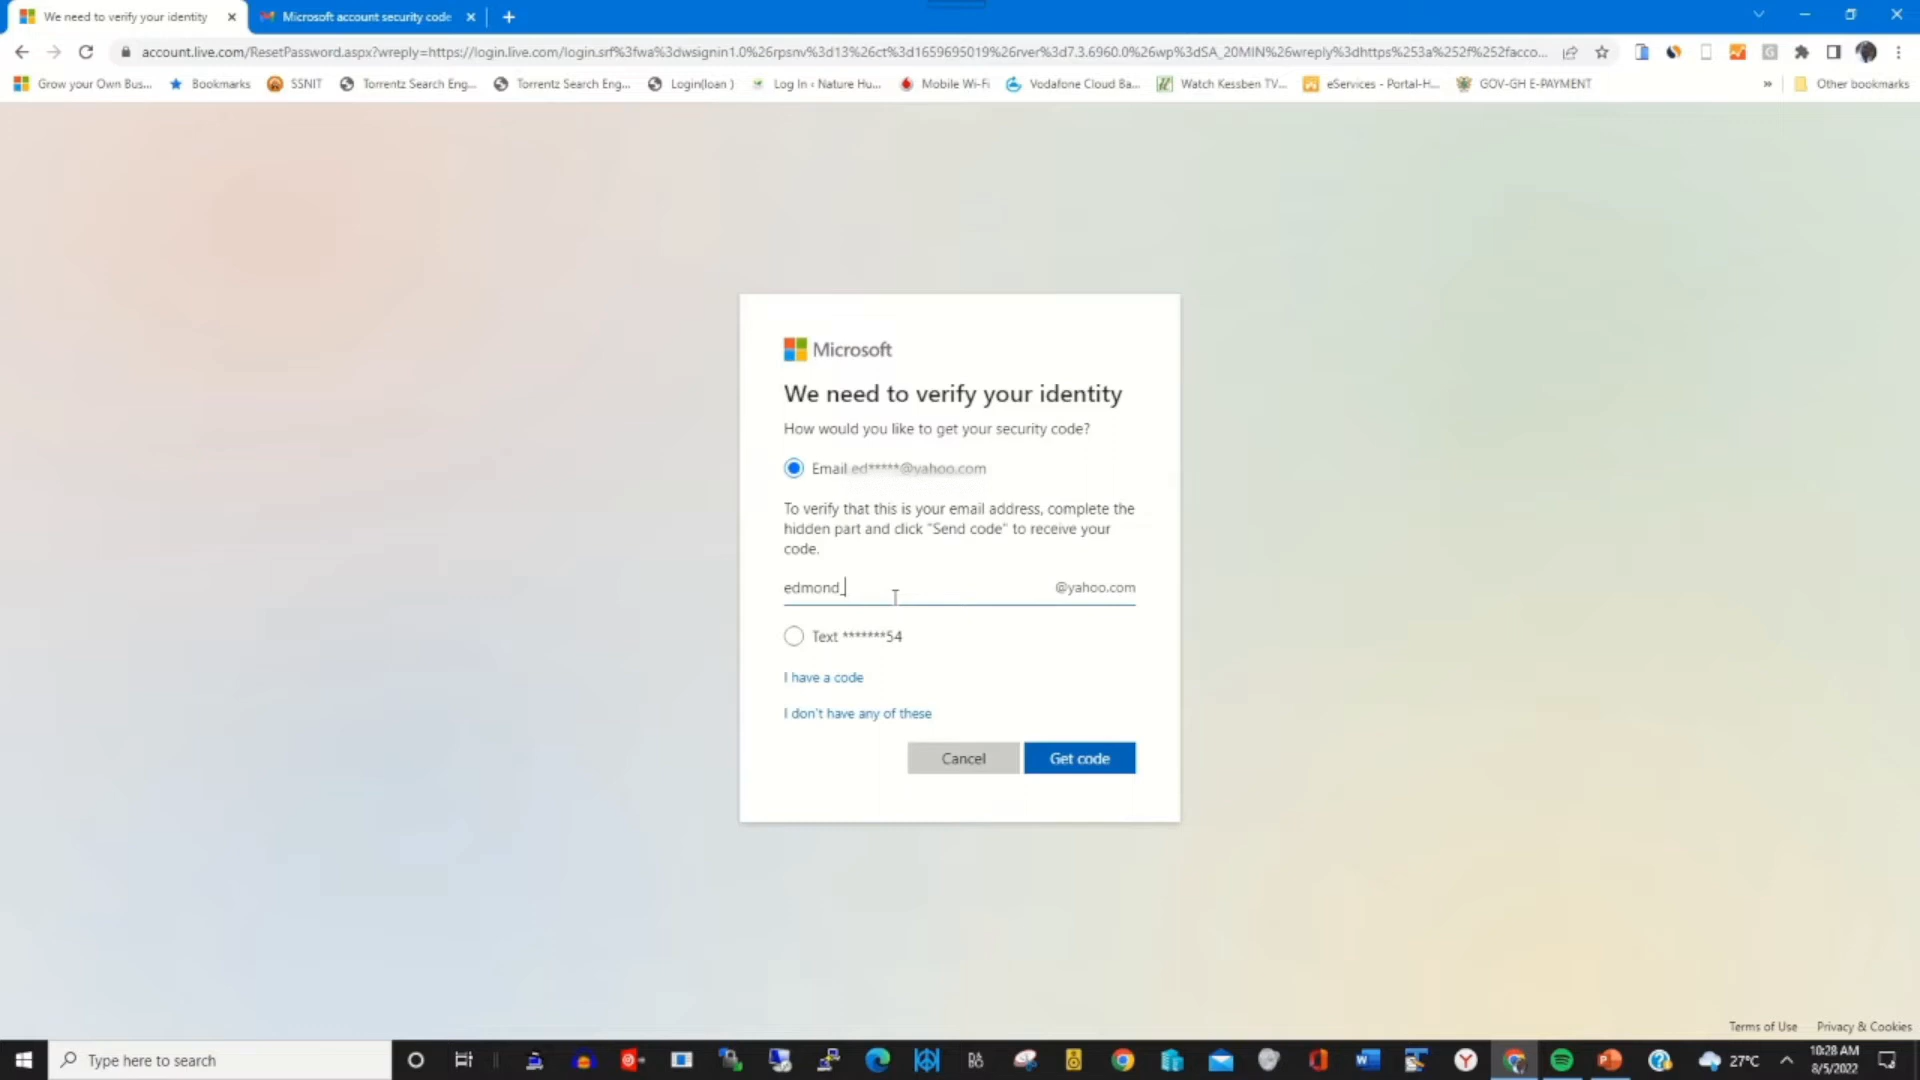 We need to verify your identity
Microsoft account security code
account.live.com/ResetPassword.aspx?wreply=https://login.live.com/login.srf%3fwa%3dwsignin1.0%26rpsnv%3d13%26ct%3d1659695019%26rver%3d7.3.6960.0%26wp%3dSA_20MIN%26wreply%3dhttps%253a%252f%252facco...
Grow your Own Bus...
Bookmarks
SSNIT
Torrentz Search Eng...
Torrentz Search Eng...
Login(loan )
Log In ‹ Nature Hu...
Mobile Wi-Fi
Vodafone Cloud Ba...
Watch Kessben TV...
eServices - Portal-H...
GOV-GH E-PAYMENT
»
Other bookmarks
Microsoft
We need to verify your identity
How would you like to get your security code?
Email ed*****@yahoo.com
To verify that this is your email address, complete the
hidden part and click "Send code" to receive your
code.
edmond_
@yahoo.com
Text *******54
I have a code
I don't have any of these
Cancel
Get code
Terms of Use
Privacy & Cookies
Type here to search
27°C
10:28 AM
8/5/2022